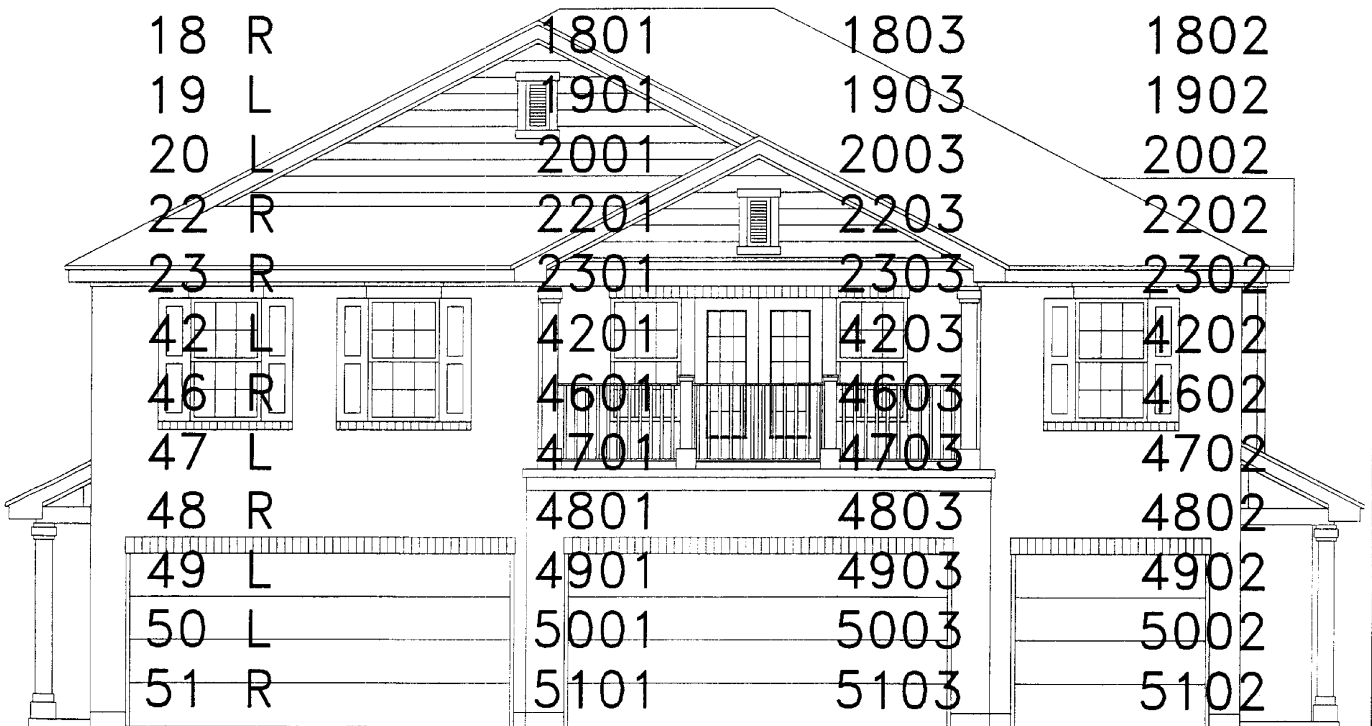 18 R 1801 1803 1802
19 L 1901 1903 1902
20 L 2001 2003 2002
22 R 2201 2203 2202
23 R 2301 2303 2302
42 L 4201 4203 4202
46 R 4601 4603 4602
47 L 4701 4703 4702
48 R 4801 4803 4802
49 L 4901 4903 4902
50 L 5001 5003 5002
51 R 5101 5103 5102